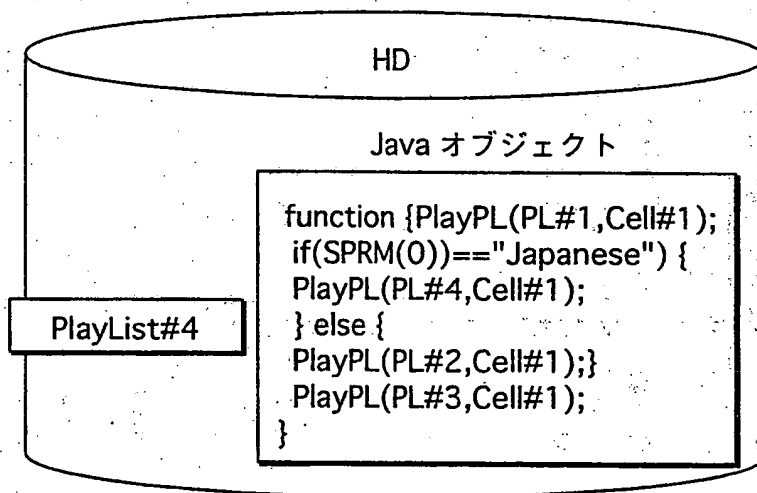 HD
Java オブジェクト
function {PlayPL(PL#1,Cell#1);
if(SPRM(0))=="Japanese") {
PlayPL(PL#4,Cell#1);
} else {
PlayPL(PL#2,Cell#1);}
PlayPL(PL#3,Cell#1);
}
PlayList#4